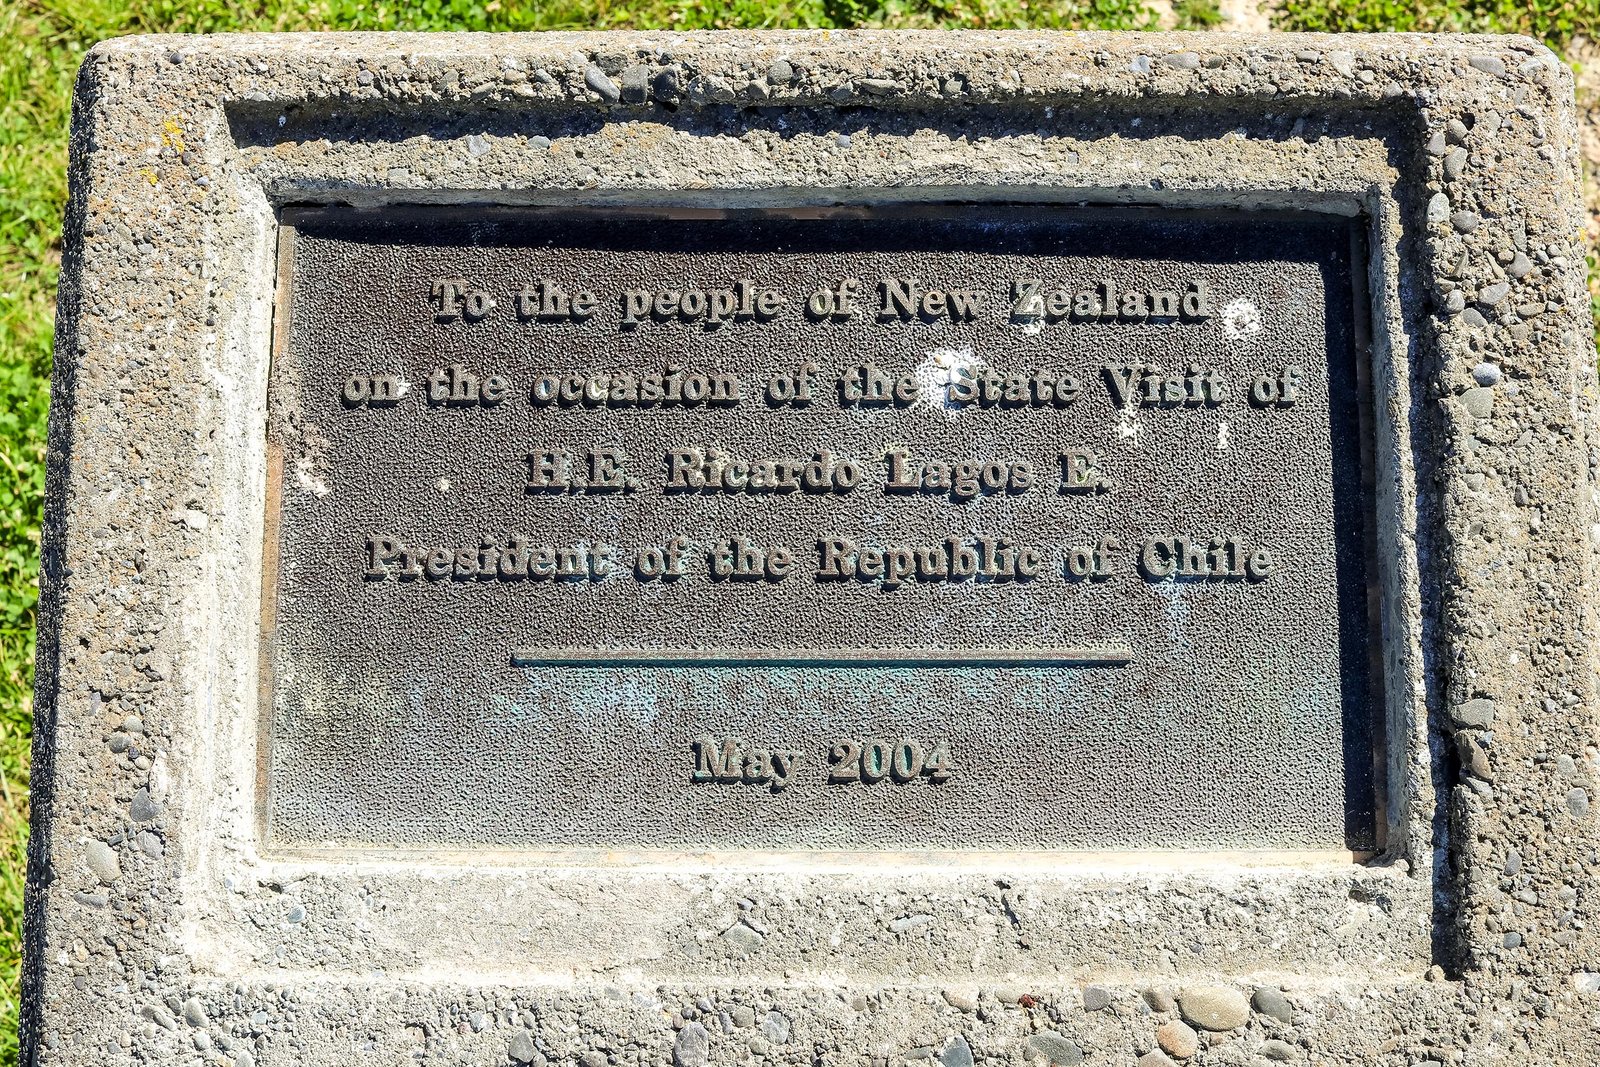 To the people of New Zealand
on the occasion of the State Visit of
H.E. Ricardo Lagos E.
President of the Republic of Chile
May 2004